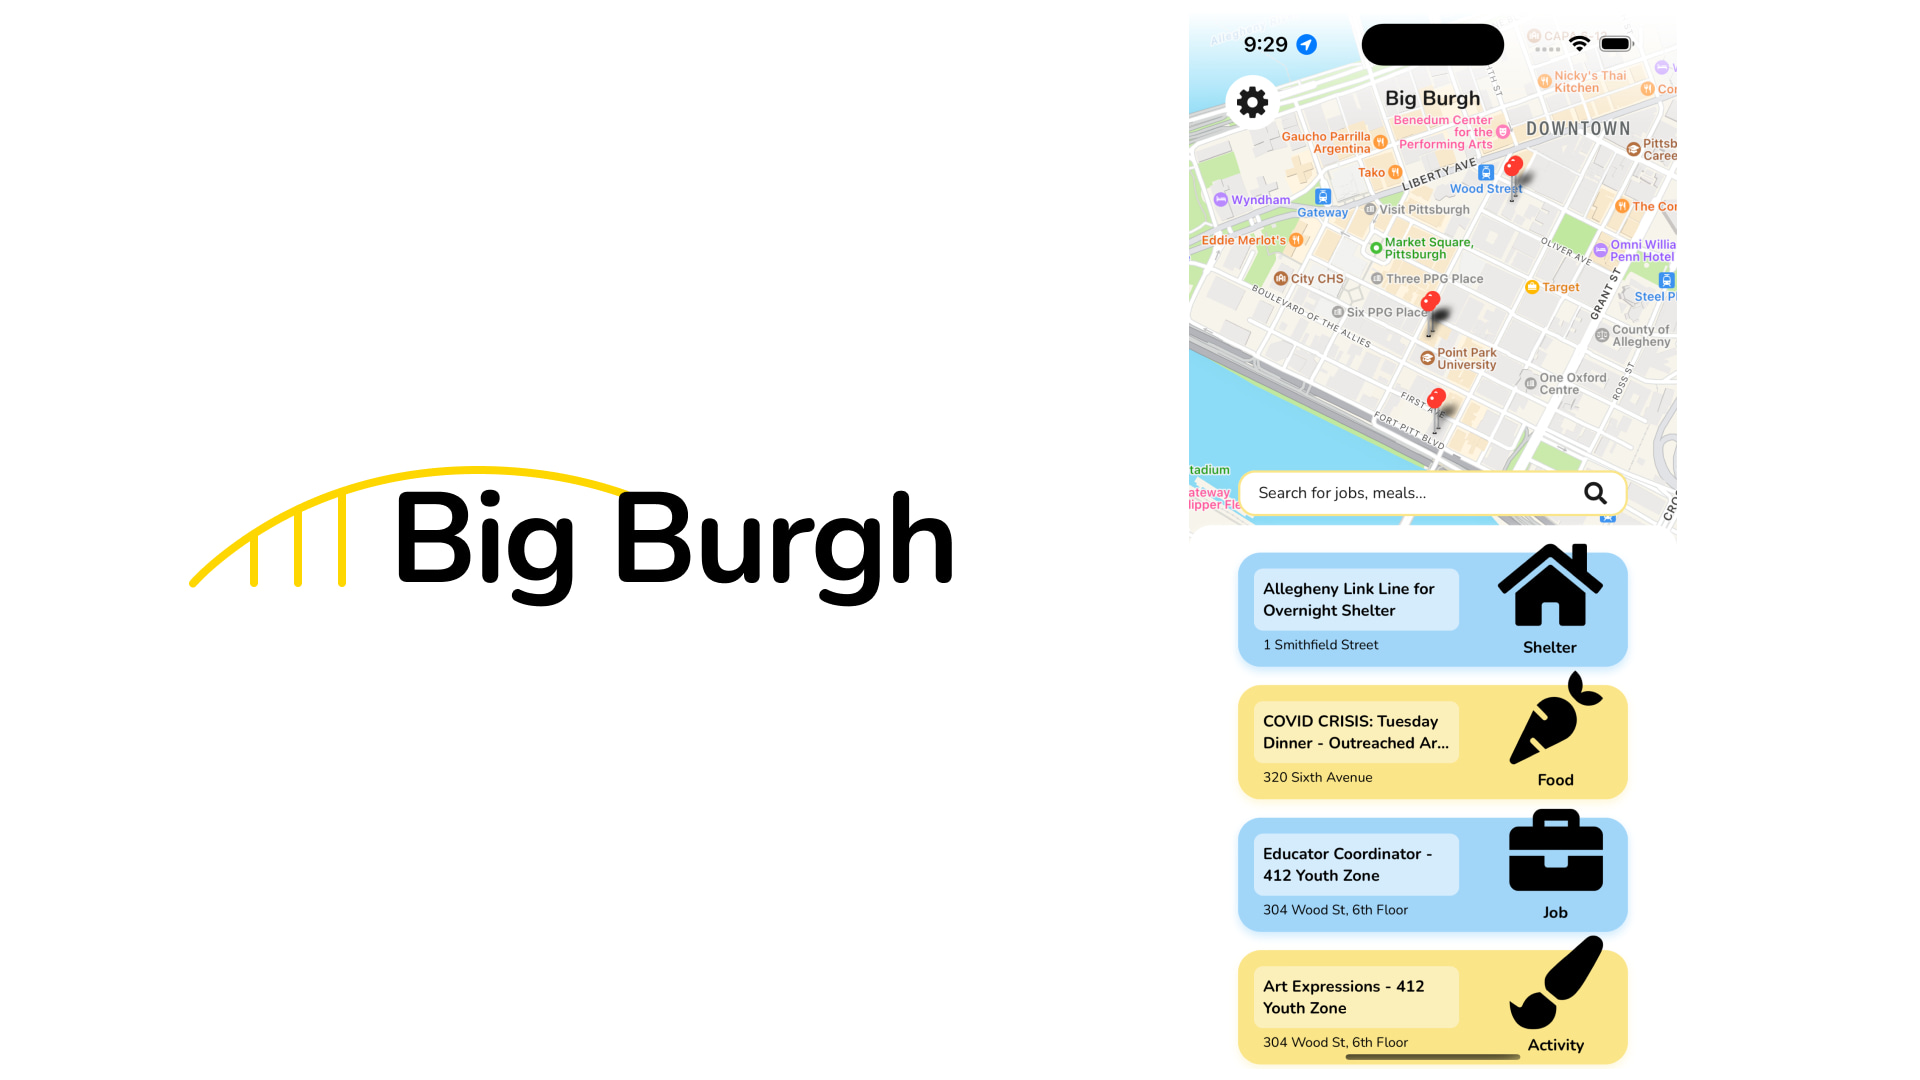 Big Burgh
9:29
Big Burgh
Nicky's Thai
Kitchen
Benedum Center
for the
Performing Arts
DOWNTOWN
Gaucho Parrilla
Argentina
Tako
LIBERTY AVE
Wood Street
Wyndham
Gateway
Visit Pittsburgh
Eddie Merlot's
Market Square,
Pittsburgh
OLIVER AVE
Omni Willia
Penn Hotel
City CHS
Three PPG Place
Target
GRANT ST
BOULEVARD OF THE ALLIES
Six PPG Place
County of
Allegheny
Point Park
University
One Oxford
Centre
ROSS ST
FIRST AVE
FORT PITT BLVD
Search for jobs, meals...
Allegheny Link Line for
Overnight Shelter
1 Smithfield Street
Shelter
COVID CRISIS: Tuesday
Dinner - Outreached Ar...
320 Sixth Avenue
Food
Educator Coordinator -
412 Youth Zone
304 Wood St, 6th Floor
Job
Art Expressions - 412
Youth Zone
304 Wood St, 6th Floor
Activity